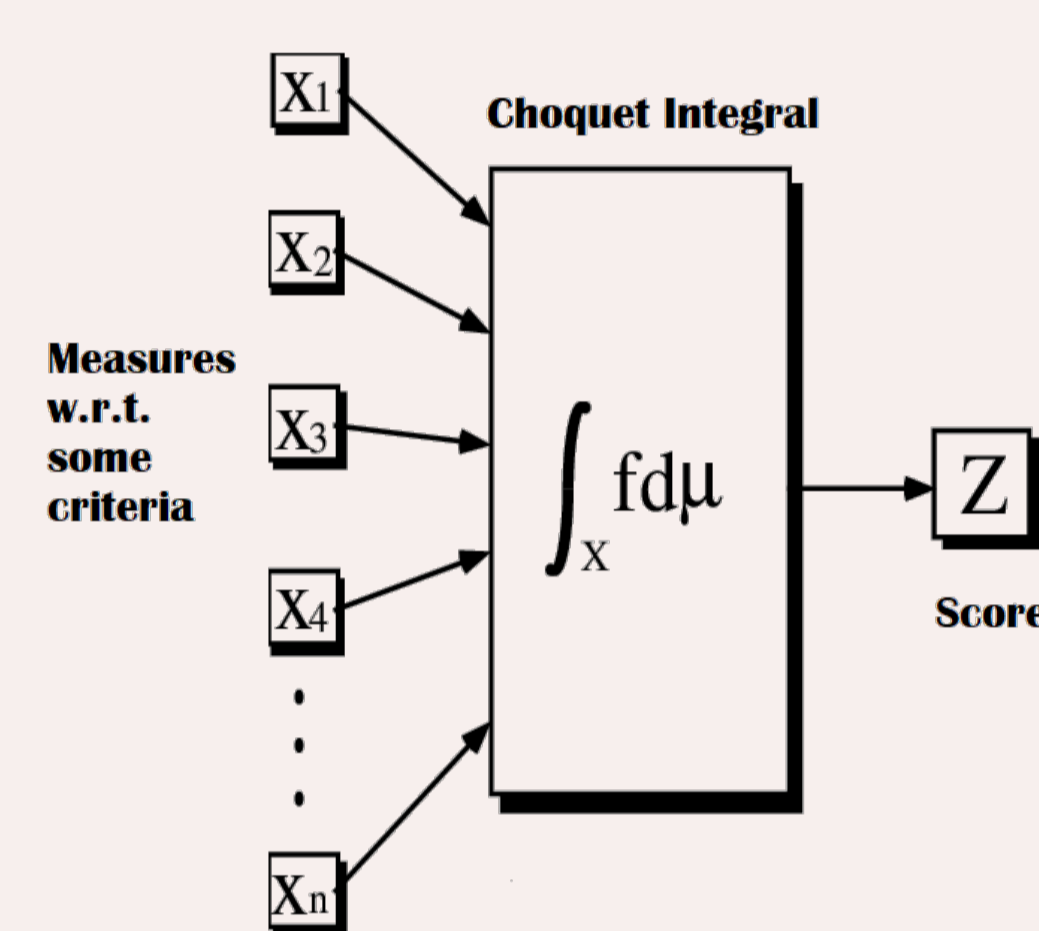 X1
Choquet Integral
X2
Measures
w.r.t.
some
criteria
X3
∫X fdµ
Z
Score
X4
Xn